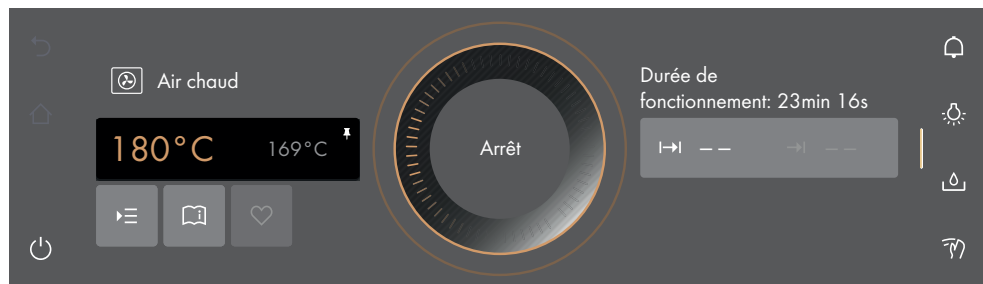 Air chaud
180°C 169°C
Arrêt
Durée de
fonctionnement: 23min 16s
-- --